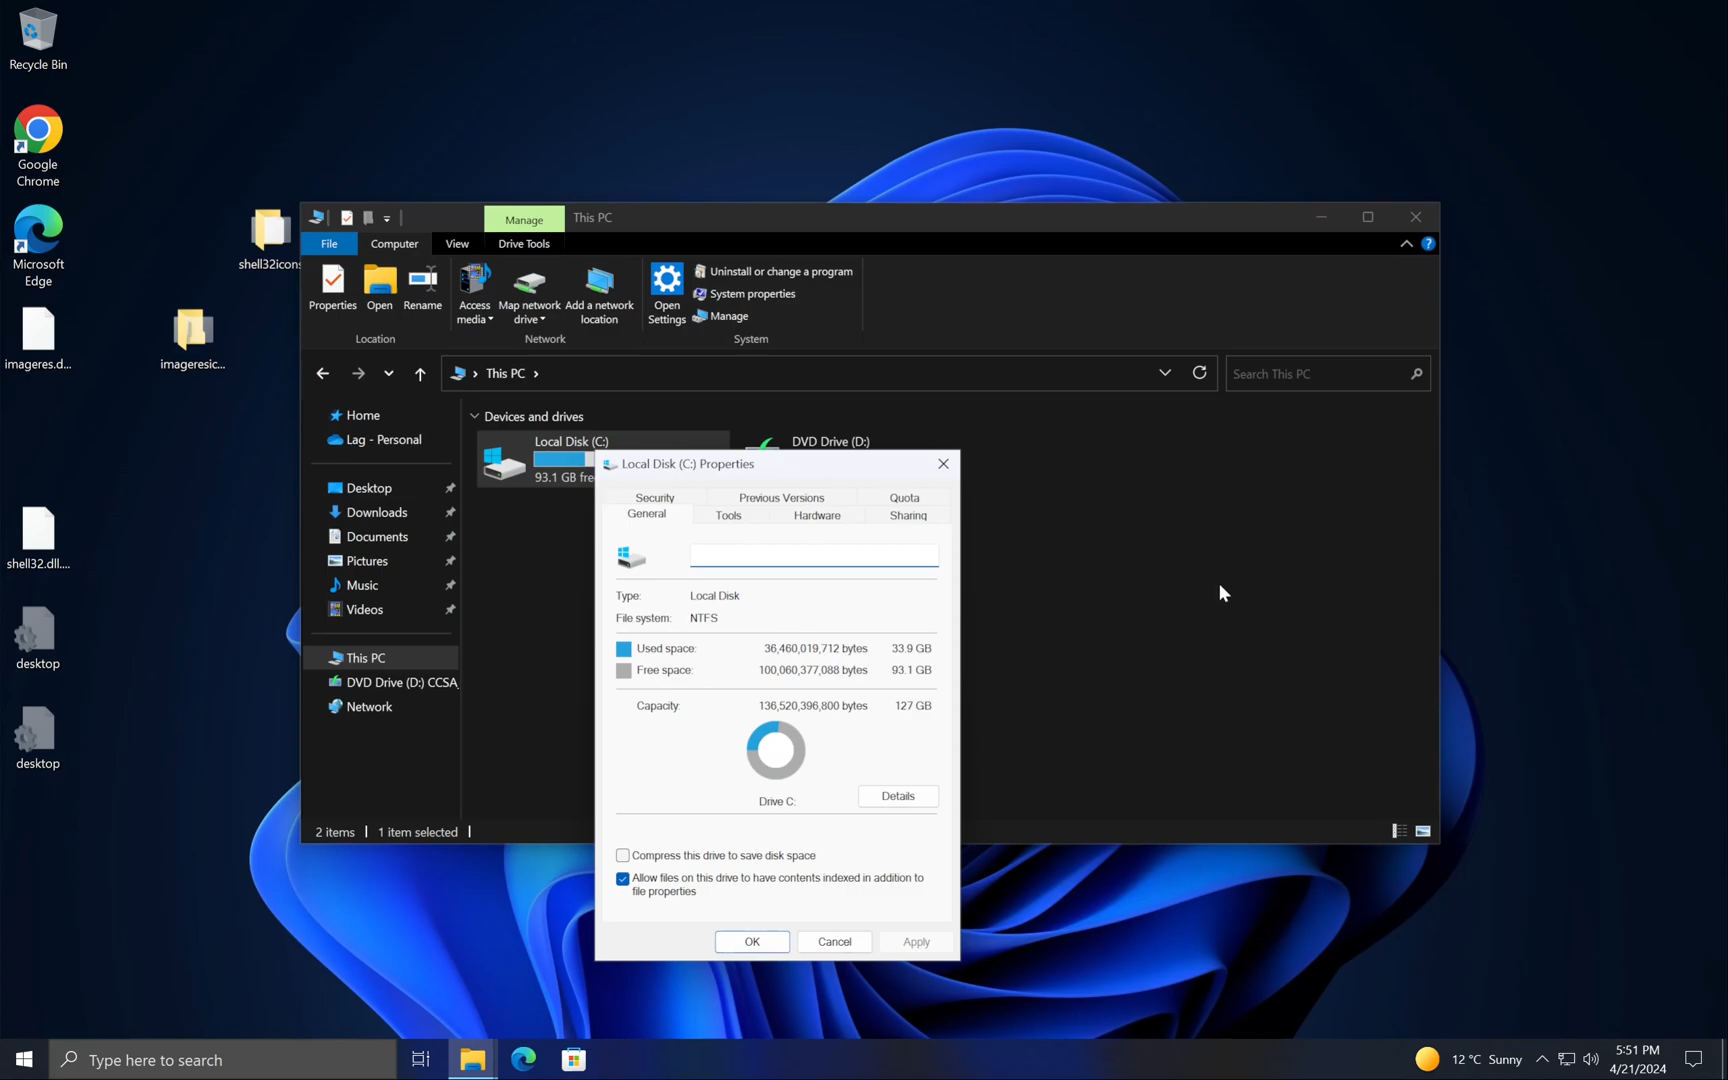 Recycle Bin
Google
Chrome
Microsoft
Edge
imageres.d...
shell32.dll....
desktop
desktop
shell32icons
imageresic...
Manage
This PC
File
Computer
View
Drive Tools
Properties
Open
Rename
Access
media
Map network
drive
Add a network
location
Open
Settings
Uninstall or change a program
System properties
Manage
Location
Network
System
This PC
Search This PC
Home
Lag - Personal
Desktop
Downloads
Documents
Pictures
Music
Videos
This PC
DVD Drive (D:) CCSA_
Network
Devices and drives
Local Disk (C:)
93.1 GB fre
DVD Drive (D:)
2 items
1 item selected
Local Disk (C:) Properties
Security
Previous Versions
Quota
General
Tools
Hardware
Sharing
Type: Local Disk
File system: NTFS
Used space: 36,460,019,712 bytes 33.9 GB
Free space: 100,060,377,088 bytes 93.1 GB
Capacity: 136,520,396,800 bytes 127 GB
Drive C:
Details
Compress this drive to save disk space
Allow files on this drive to have contents indexed in addition to
file properties
OK
Cancel
Apply
Type here to search
12 °C Sunny
5:51 PM
4/21/2024